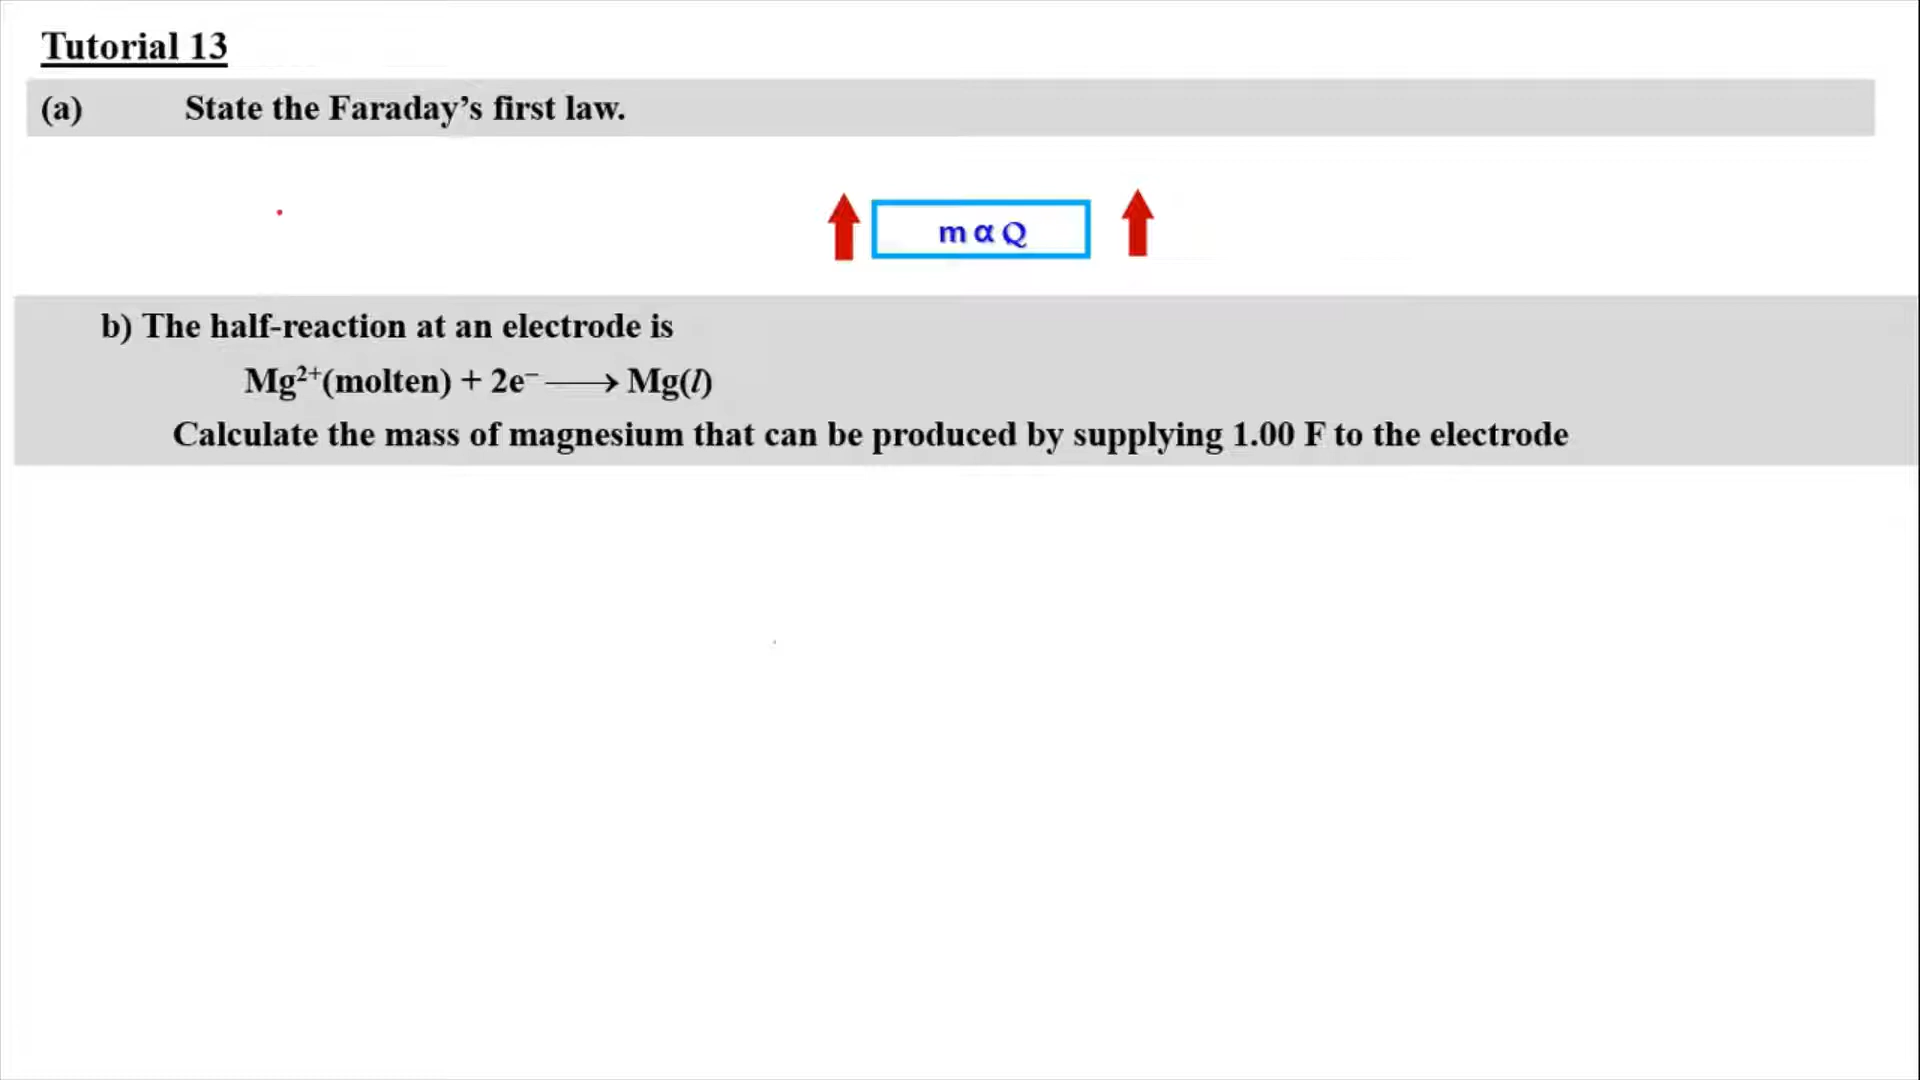 Tutorial 13
(a) State the Faraday’s first law.
m α Q
b) The half-reaction at an electrode is
Mg²⁺(molten) + 2e⁻ ⟶ Mg(l)
Calculate the mass of magnesium that can be produced by supplying 1.00 F to the electrode